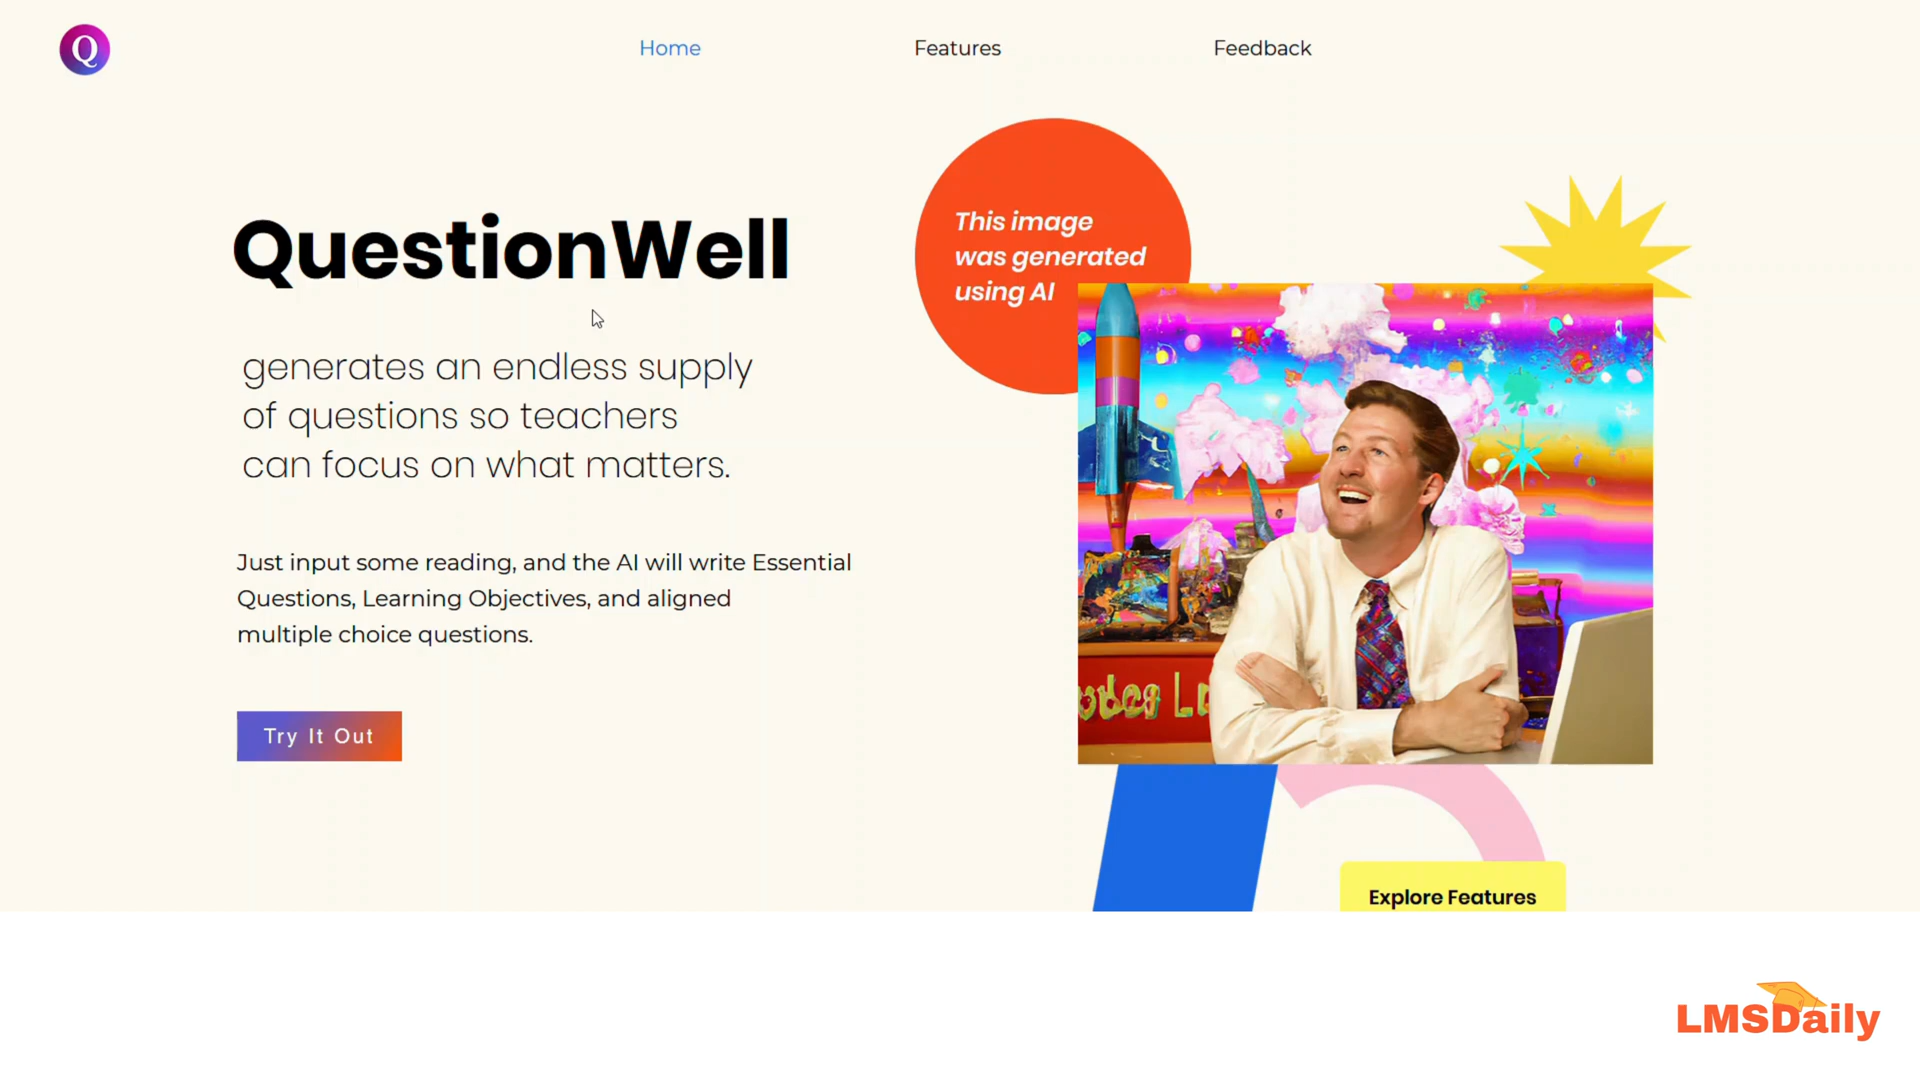 Q
Home
Features
Feedback
This image
was generated
using AI
QuestionWell
generates an endless supply
of questions so teachers
can focus on what matters.
Just input some reading, and the AI will write Essential
Questions, Learning Objectives, and aligned
multiple choice questions.
Try It Out
Explore Features
LMSDaily